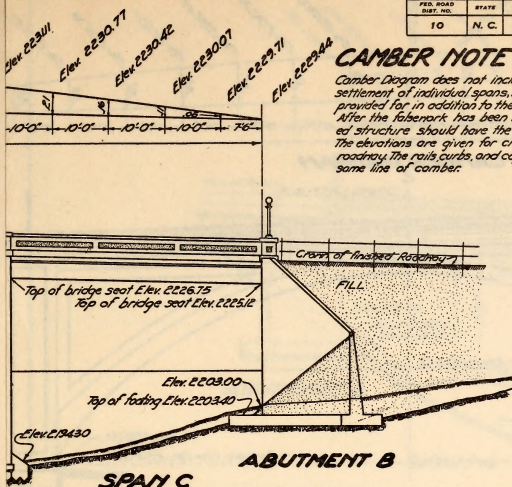 FED. ROAD DIST. NO.
STATE
10
N. C.
Elev. 2230.77
Elev. 2230.42
Elev. 2230.07
Elev. 2229.71
Elev. 2229.44
10'-0" 10'-0" 10'-0" 10'-0" 7'-6"
CAMBER NOTE
Camber Diagram does not incl
settlement of individual spans,
provided for in addition to the
After the falsework has been
ed structure should have the
The elevations are given for cr
roadway. The rails, curbs, and co
same line of camber.
Crown of finished Roadway
FILL
Top of bridge seat Elev. 2226.75
Top of bridge seat Elev. 2225.12
Elev. 2203.00
Top of footing Elev. 2203.40
Elev. 2194.30
ABUTMENT B
SPAN C